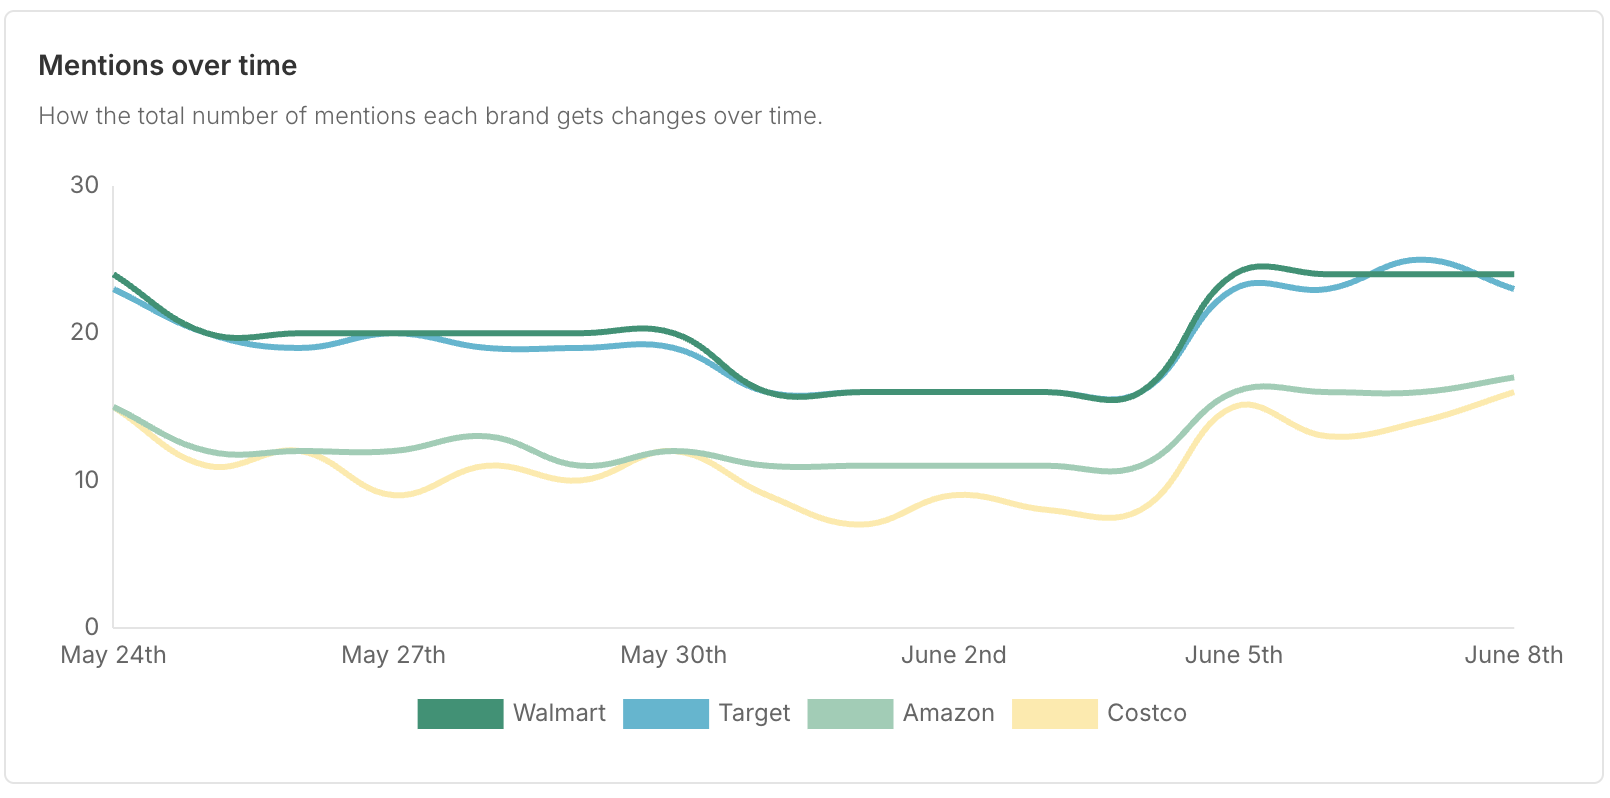 Mentions over time
How the total number of mentions each brand gets changes over time.
30
20
10
0
May 24th May 27th May 30th June 2nd June 5th June 8th
Walmart Target Amazon Costco